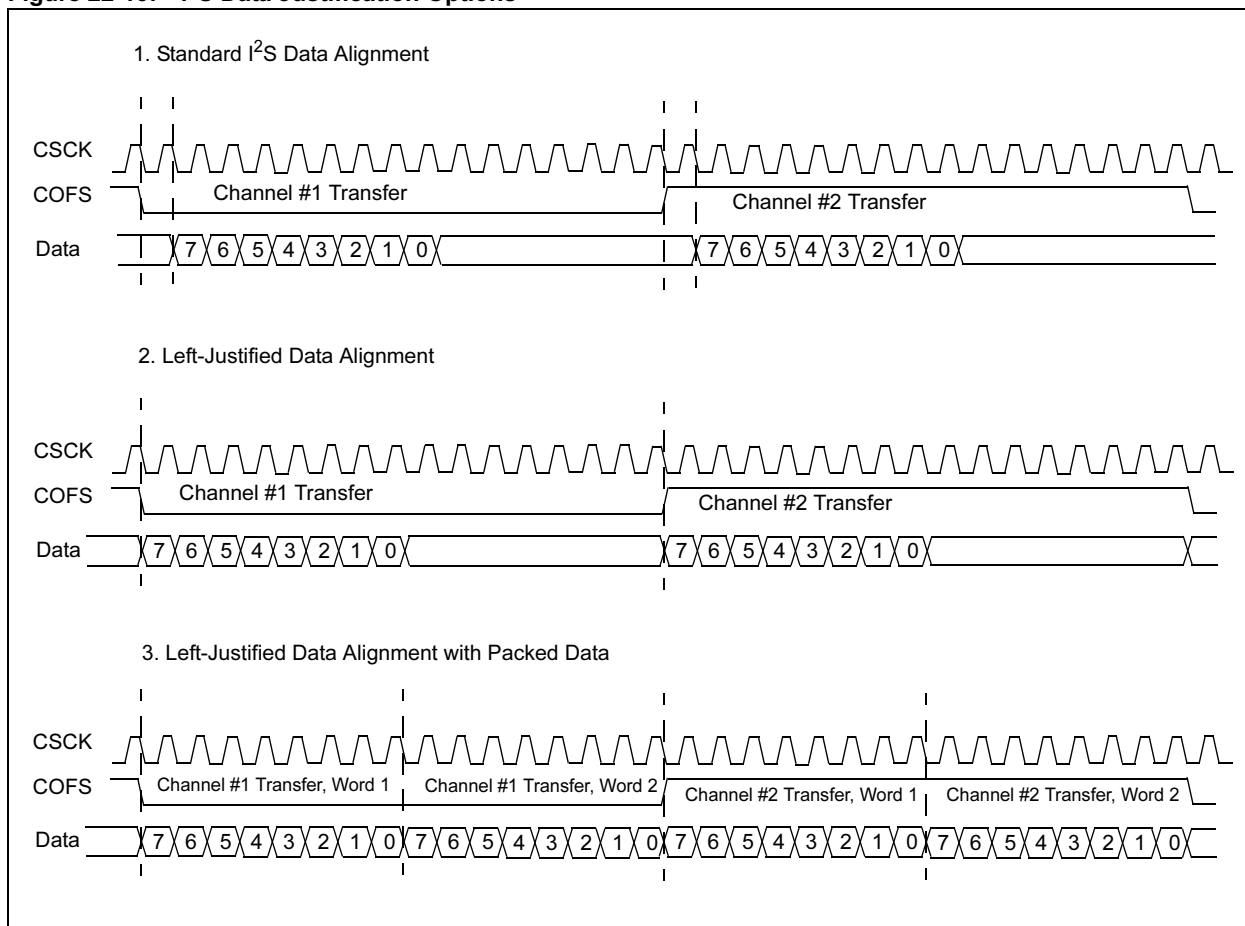 1. Standard I²S Data Alignment
CSCK
COFS
Channel #1 Transfer
Channel #2 Transfer
Data
7 6 5 4 3 2 1 0
7 6 5 4 3 2 1 0
2. Left-Justified Data Alignment
CSCK
COFS
Channel #1 Transfer
Channel #2 Transfer
Data
7 6 5 4 3 2 1 0
7 6 5 4 3 2 1 0
3. Left-Justified Data Alignment with Packed Data
CSCK
COFS
Channel #1 Transfer, Word 1
Channel #1 Transfer, Word 2
Channel #2 Transfer, Word 1
Channel #2 Transfer, Word 2
Data
7 6 5 4 3 2 1 0
7 6 5 4 3 2 1 0
7 6 5 4 3 2 1 0
7 6 5 4 3 2 1 0